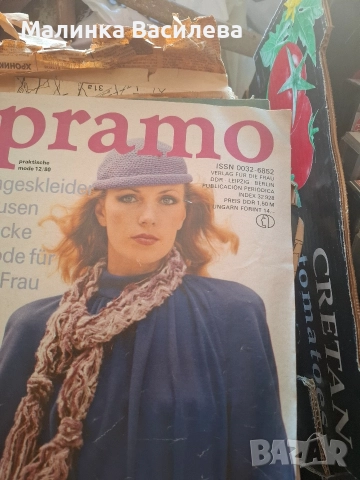 Малинка Василева
pramo
praktische
mode 12/80
ISSN 0032-6852
VERLAG FÜR DIE FRAU
DDR LEIPZIG BERLIN
PUBLICACIÓN PERIÓDICA
INDEX 32 928
PREIS DDR 1,50 M
UNGARN FORINT 14,-
ageskleider
usen
cke
ode für
Frau
CRETAN
tomatoes
BAZAR